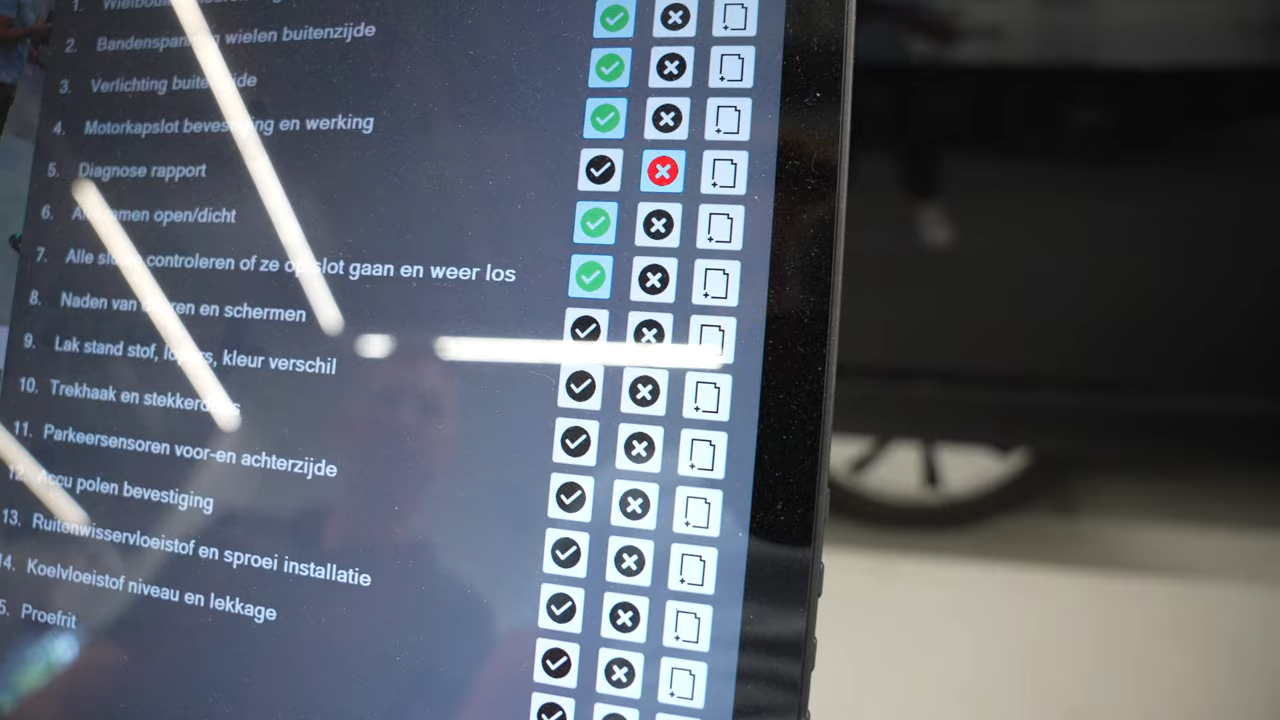 1.
2. Bandenspanning wielen buitenzijde
3. Verlichting buitenzijde
4. Motorkapslot bevestiging en werking
5. Diagnose rapport
6. Alle ramen open/dicht
7. Alle sloten controleren of ze op slot gaan en weer los
8. Naden van deuren en schermen
9. Lak stand stof, lopers, kleur verschil
10. Trekhaak en stekkerdoos
11. Parkeersensoren voor-en achterzijde
12. Accu polen bevestiging
13. Ruitenwisservloeistof en sproei installatie
14. Koelvloeistof niveau en lekkage
5. Proefrit